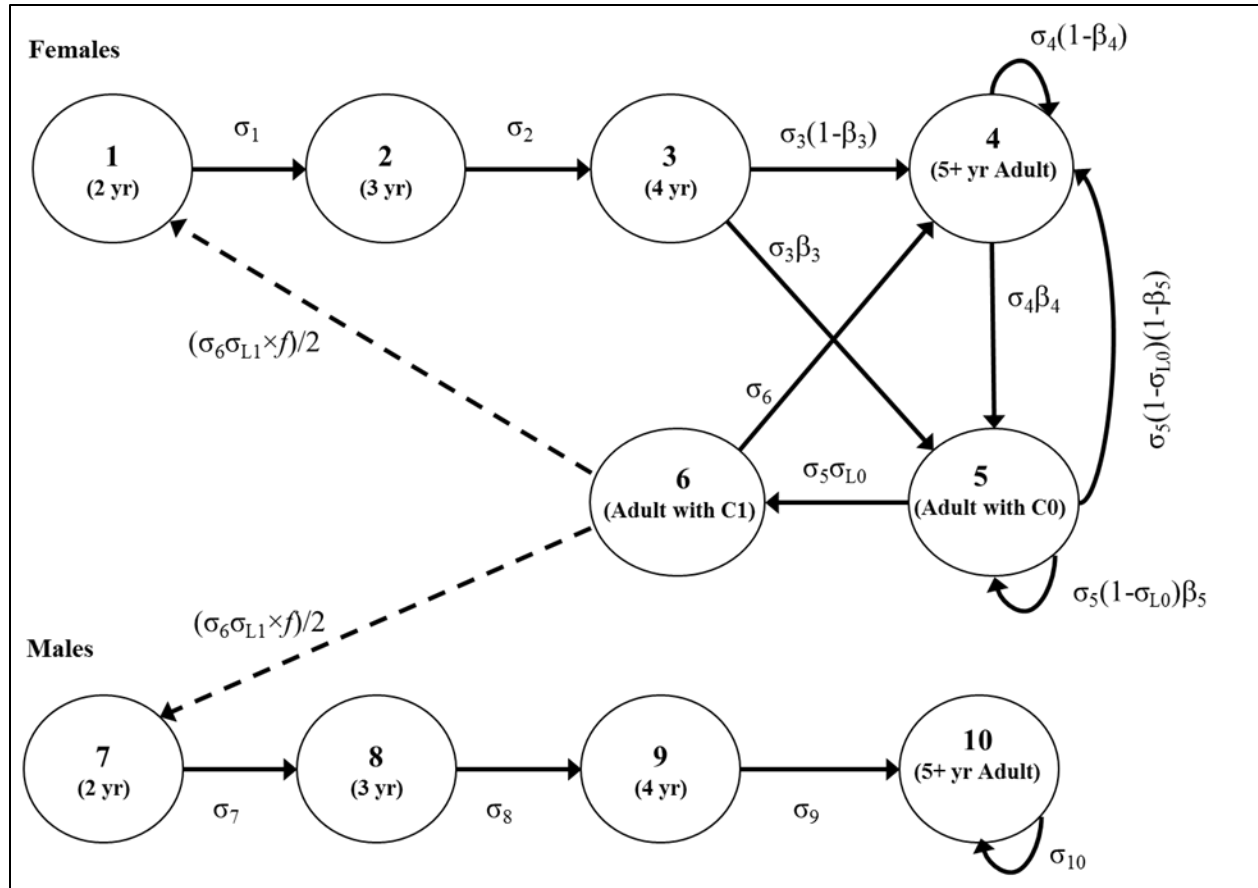 Females
σ4(1-β4)
σ1
σ2
σ3(1-β3)
1
(2 yr)
2
(3 yr)
3
(4 yr)
4
(5+ yr Adult)
σ3β3
σ4β4
σ5(1-σL0)(1-β5)
(σ6σL1×f)/2
σ6
σ5σL0
6
(Adult with C1)
5
(Adult with C0)
σ5(1-σL0)β5
(σ6σL1×f)/2
Males
7
(2 yr)
8
(3 yr)
9
(4 yr)
10
(5+ yr Adult)
σ7
σ8
σ9
σ10